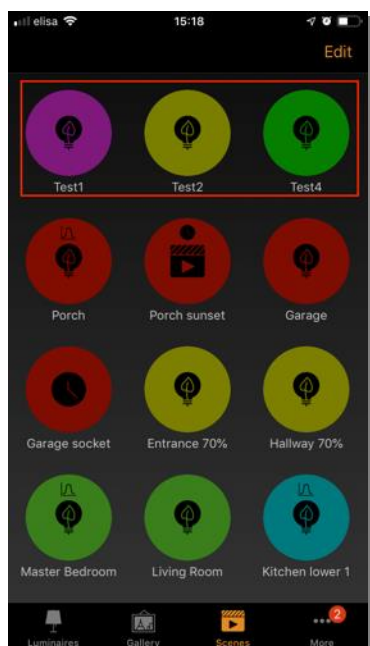 elisa 15:18
Edit
Test1 Test2 Test4
Porch Porch sunset Garage
Garage socket Entrance 70% Hallway 70%
Master Bedroom Living Room Kitchen lower 1
2
Luminaires Gallery Scenes More